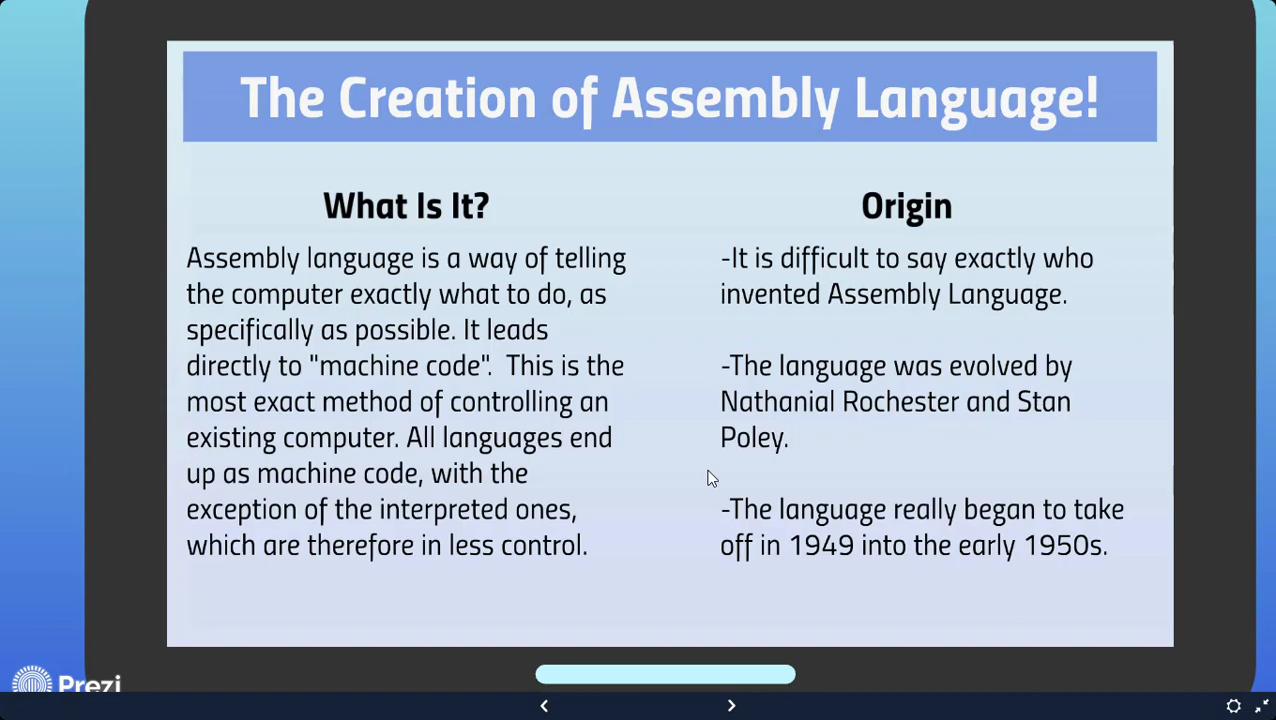 The Creation of Assembly Language!
What Is It?
Assembly language is a way of telling
the computer exactly what to do, as
specifically as possible. It leads
directly to "machine code".  This is the
most exact method of controlling an
existing computer. All languages end
up as machine code, with the
exception of the interpreted ones,
which are therefore in less control.
Origin
-It is difficult to say exactly who
invented Assembly Language.
-The language was evolved by
Nathanial Rochester and Stan
Poley.
-The language really began to take
off in 1949 into the early 1950s.
Prezi